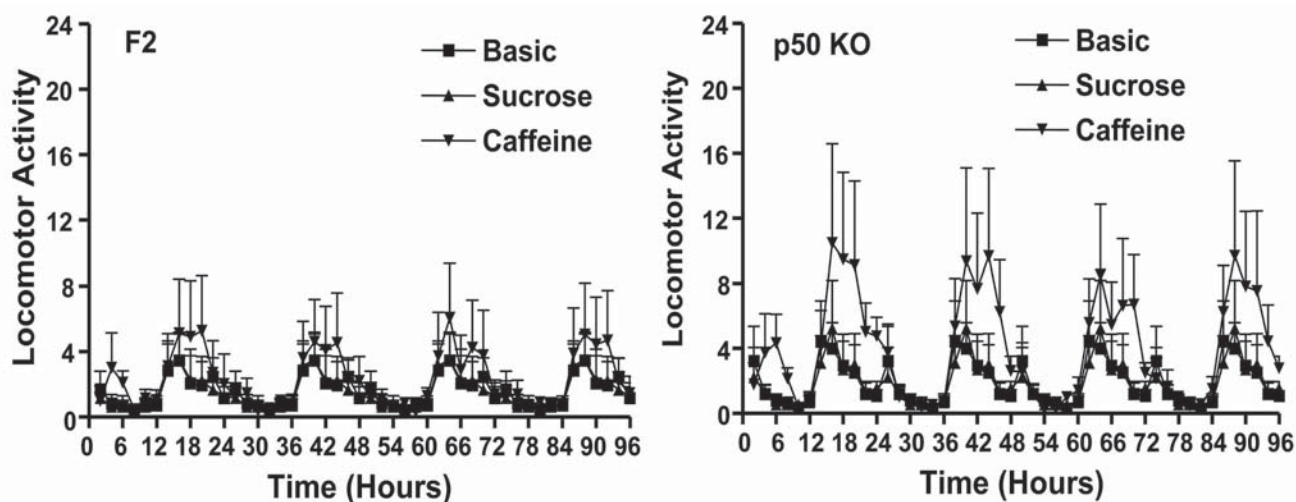 F2
Basic
Sucrose
Caffeine
24
20
16
12
8
4
0
Locomotor Activity
0 6 12 18 24 30 36 42 48 54 60 66 72 78 84 90 96
Time (Hours)
p50 KO
Basic
Sucrose
Caffeine
24
20
16
12
8
4
0
Locomotor Activity
0 6 12 18 24 30 36 42 48 54 60 66 72 78 84 90 96
Time (Hours)